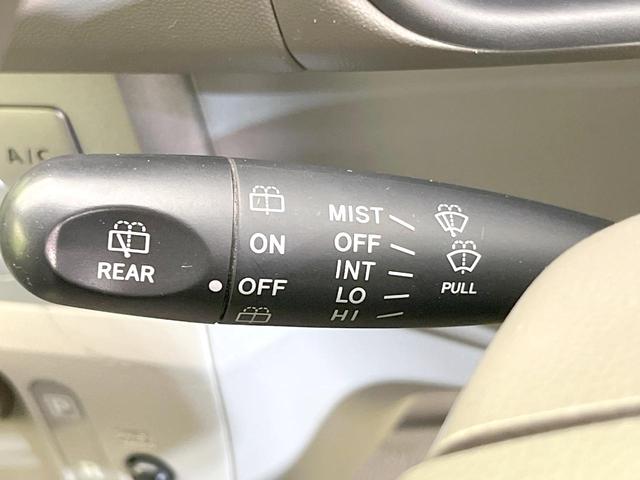 A/C
REAR
ON
OFF
MIST
OFF
INT
LO
HI
PULL
P